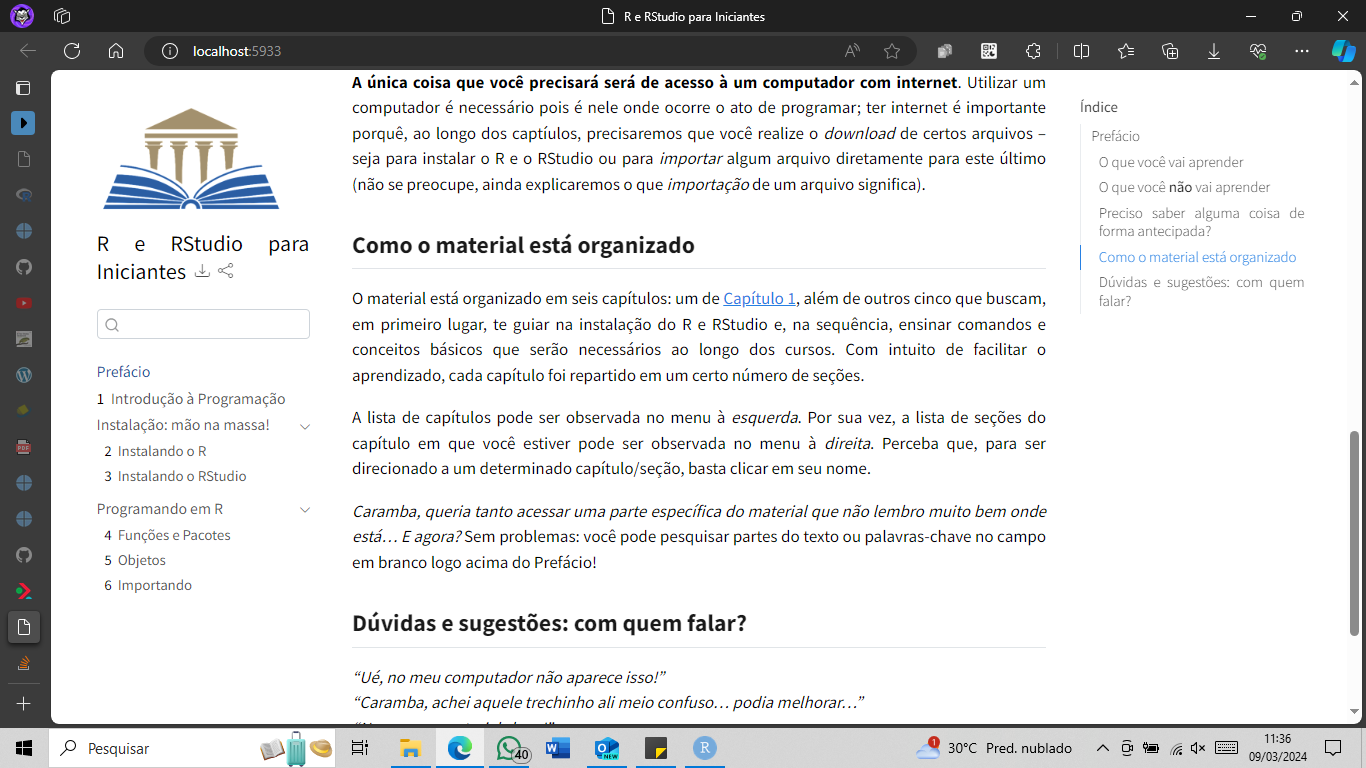 R e RStudio para Iniciantes
localhost:5933
R e RStudio para
Iniciantes
Prefácio
1 Introdução à Programação
Instalação: mão na massa!
2 Instalando o R
3 Instalando o RStudio
Programando em R
4 Funções e Pacotes
5 Objetos
6 Importando
A única coisa que você precisará será de acesso à um computador com internet. Utilizar um
computador é necessário pois é nele onde ocorre o ato de programar; ter internet é importante
porquê, ao longo dos captíulos, precisaremos que você realize o download de certos arquivos –
seja para instalar o R e o RStudio ou para importar algum arquivo diretamente para este último
(não se preocupe, ainda explicaremos o que importação de um arquivo significa).
Como o material está organizado
O material está organizado em seis capítulos: um de Capítulo 1, além de outros cinco que buscam,
em primeiro lugar, te guiar na instalação do R e RStudio e, na sequência, ensinar comandos e
conceitos básicos que serão necessários ao longo dos cursos. Com intuito de facilitar o
aprendizado, cada capítulo foi repartido em um certo número de seções.
A lista de capítulos pode ser observada no menu à esquerda. Por sua vez, a lista de seções do
capítulo em que você estiver pode ser observada no menu à direita. Perceba que, para ser
direcionado a um determinado capítulo/seção, basta clicar em seu nome.
Caramba, queria tanto acessar uma parte específica do material que não lembro muito bem onde
está… E agora? Sem problemas: você pode pesquisar partes do texto ou palavras-chave no campo
em branco logo acima do Prefácio!
Dúvidas e sugestões: com quem falar?
“Ué, no meu computador não aparece isso!”
“Caramba, achei aquele trechinho ali meio confuso… podia melhorar…”
Índice
Prefácio
O que você vai aprender
O que você não vai aprender
Preciso saber alguma coisa de
forma antecipada?
Como o material está organizado
Dúvidas e sugestões: com quem
falar?
Pesquisar
40
W
NEW
R
1
30°C Pred. nublado
11:36
09/03/2024